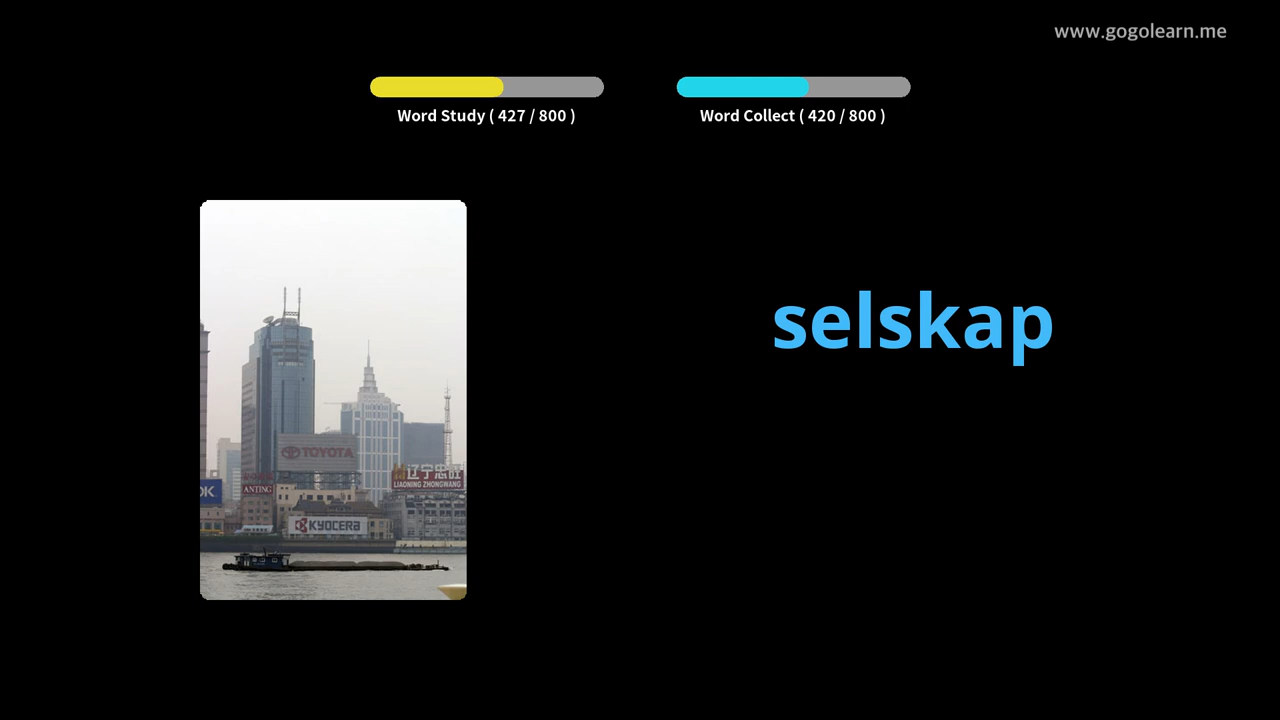 www.gogolearn.me
Word Study ( 427 / 800 )
Word Collect ( 420 / 800 )
selskap
TOYOTA
辽宁忠旺
LIAONING ZHONGWANG
ANTING
OK
KYOCERA